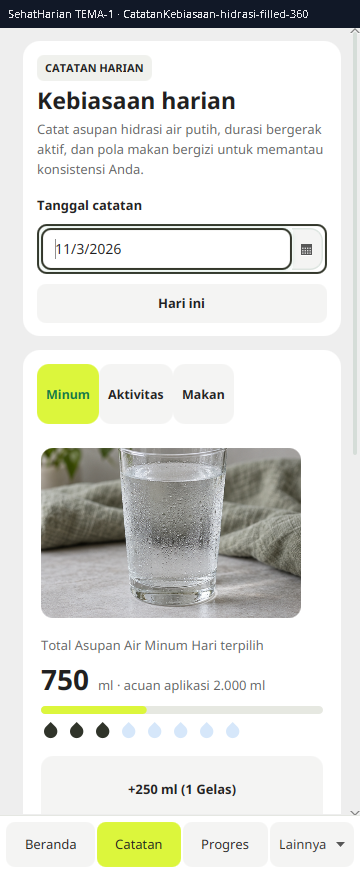 SehatHarian TEMA-1 · CatatanKebiasaan-hidrasi-filled-360
CATATAN HARIAN
Kebiasaan harian
Catat asupan hidrasi air putih, durasi bergerak
aktif, dan pola makan bergizi untuk memantau
konsistensi Anda.
Tanggal catatan
11/3/2026
Hari ini
Minum Aktivitas Makan
Total Asupan Air Minum Hari terpilih
750 ml · acuan aplikasi 2.000 ml
+250 ml (1 Gelas)
Beranda Catatan Progres Lainnya